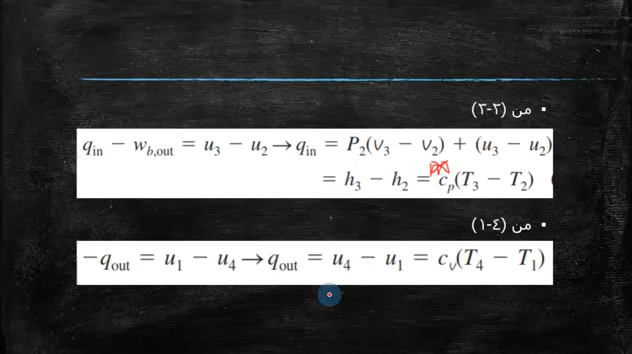 ▪ من (٢-٣)
q_in − w_b,out = u_3 − u_2 → q_in = P_2(v_3 − v_2) + (u_3 − u_2)
= h_3 − h_2 = c_p(T_3 − T_2)
▪ من (٤-١)
−q_out = u_1 − u_4 → q_out = u_4 − u_1 = c_v(T_4 − T_1)